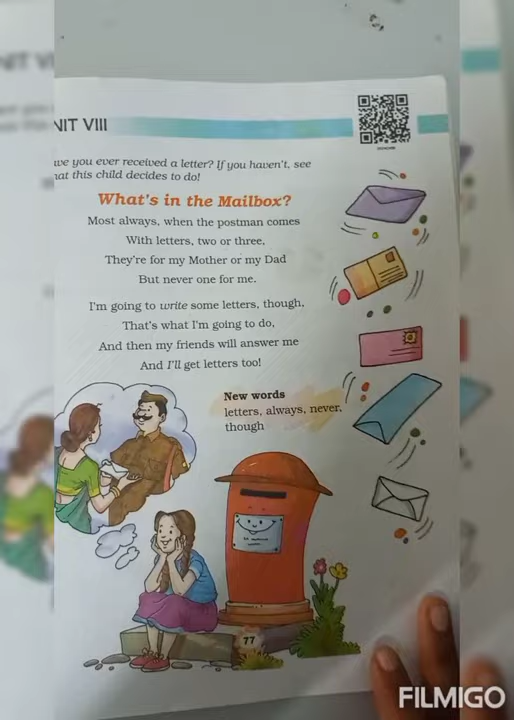 NIT VIII
ve you ever received a letter? If you haven't, see
at this child decides to do!
What's in the Mailbox?
Most always, when the postman comes
With letters, two or three,
They're for my Mother or my Dad
But never one for me.
I'm going to write some letters, though,
That's what I'm going to do,
And then my friends will answer me
And I'll get letters too!
New words
letters, always, never,
though
77
FILMIGO